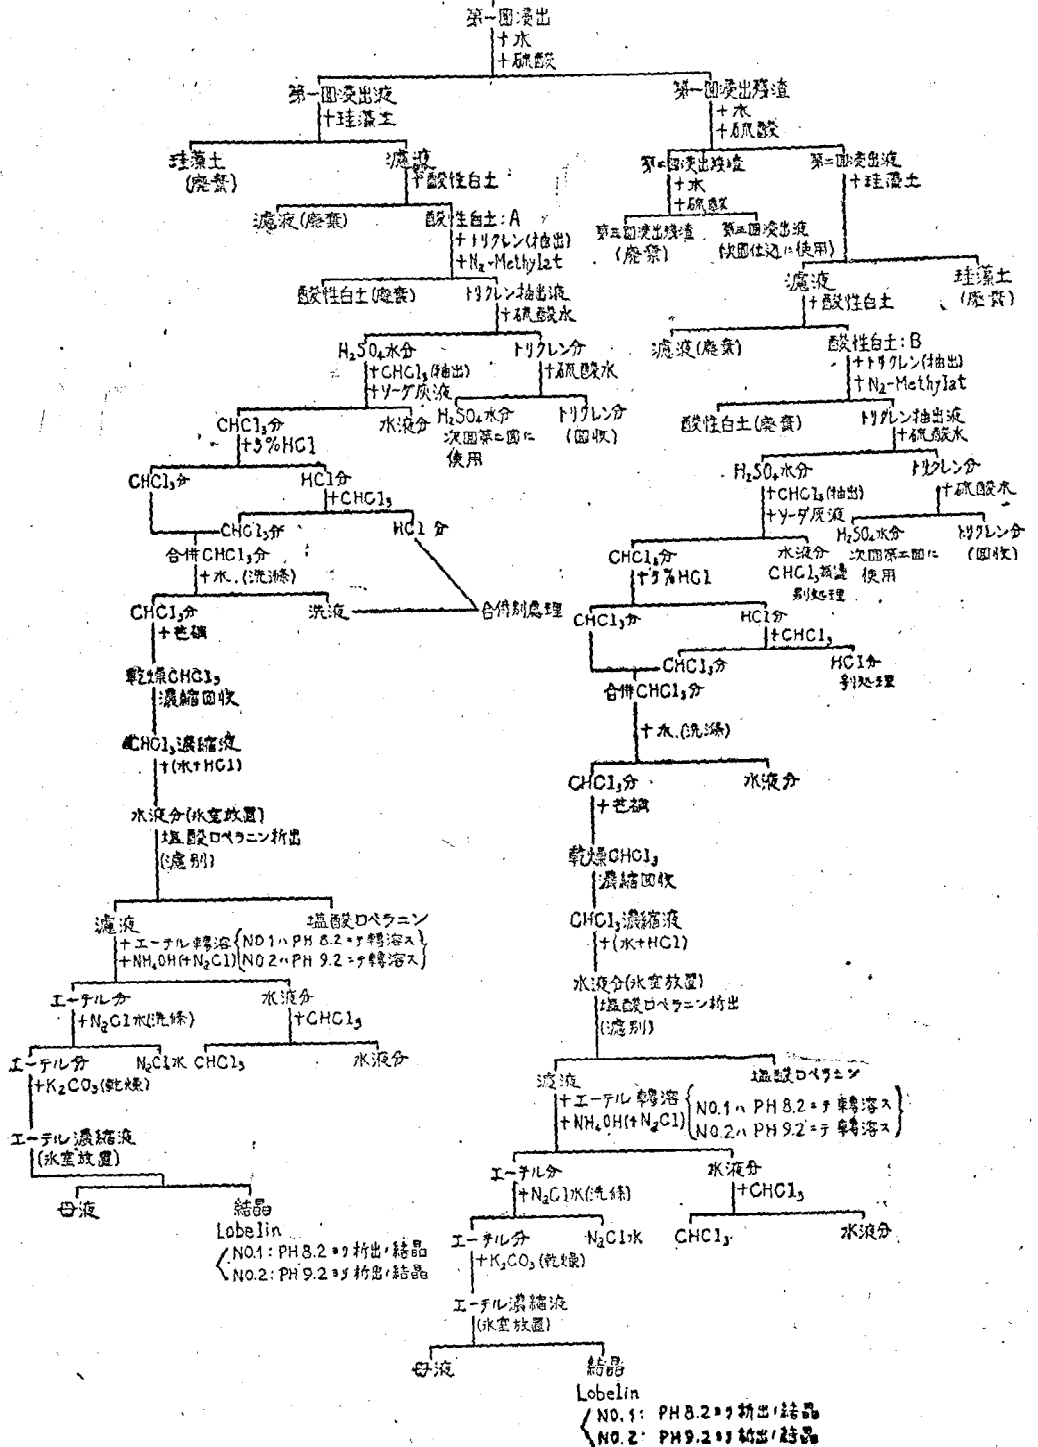 第一回浸出
+水
+硫酸
第一回浸出液
+珪藻土
珪藻土
(廃棄)
濾液
+酸性白土
濾液(廃棄)
酸性白土:A
+トリクレン(抽出)
+N₂-Methylat
酸性白土(廃棄)
トリクレン抽出液
+硫酸水
H₂SO₄水分
+CHCl₃(抽出)
+ソーダ灰液
トリクレン分
+硫酸水
H₂SO₄水分
次回第二回に
使用
トリクレン分
(回收)
CHCl₃分
+5%HCl
水液分
CHCl₃分
HCl分
+CHCl₃
CHCl₃分
HCl分
合併CHCl₃分
+水.(洗滌)
CHCl₃分
+芒硝
洗液
合併別處理
乾燥CHCl₃
濃縮回收
CHCl₃濃縮液
+(水+HCl)
水液分(氷室放置)
塩酸ロベラニン析出
(濾別)
濾液
+エーテル轉溶
+NH₄OH(+N₂Cl)
NO.1ハPH 8.2ニテ轉溶ス
NO.2ハPH 9.2ニテ轉溶ス
塩酸ロベラニン
エーテル分
+N₂Cl水(洗滌)
水液分
+CHCl₃
エーテル分
+K₂CO₃(乾燥)
N₂Cl水
CHCl₃
水液分
エーテル濃縮液
(氷室放置)
母液
結晶
Lobelin
NO.1:PH8.2ヨリ析出ノ結晶
NO.2:PH9.2ヨリ析出ノ結晶
第一回浸出残渣
+水
+硫酸
第二回浸出残渣
+水
+硫酸
第三回浸出残渣
(廃棄)
第三回浸出液
(次回仕込に使用)
第二回浸出液
+珪藻土
濾液
+酸性白土
珪藻土
(廃棄)
濾液(廃棄)
酸性白土:B
+トリクレン(抽出)
+N₂-Methylat
酸性白土(廃棄)
トリクレン抽出液
+硫酸水
H₂SO₄水分
+CHCl₃(抽出)
+ソーダ灰液
トリクレン分
+硫酸水
H₂SO₄水分
次回第二回に
使用
トリクレン分
(回收)
CHCl₃分
+5%HCl
水液分
CHCl₃
別処理
CHCl₃分
HCl分
+CHCl₃
CHCl₃分
HCl分
別処理
合併CHCl₃分
+水.(洗滌)
CHCl₃分
+芒硝
水液分
乾燥CHCl₃
濃縮回收
CHCl₃濃縮液
+(水+HCl)
水液分(氷室放置)
塩酸ロベラニン析出
(濾別)
濾液
+エーテル轉溶
+NH₄OH(+N₂Cl)
NO.1ハPH8.2ニテ轉溶ス
NO.2ハPH9.2ニテ轉溶ス
塩酸ロベラニン
エーテル分
+N₂Cl水(洗滌)
水液分
+CHCl₃
エーテル分
+K₂CO₃(乾燥)
N₂Cl水
CHCl₃
水液分
エーテル濃縮液
(氷室放置)
母液
結晶
Lobelin
NO.1: PH8.2ヨリ析出ノ結晶
NO.2: PH9.2ヨリ析出ノ結晶